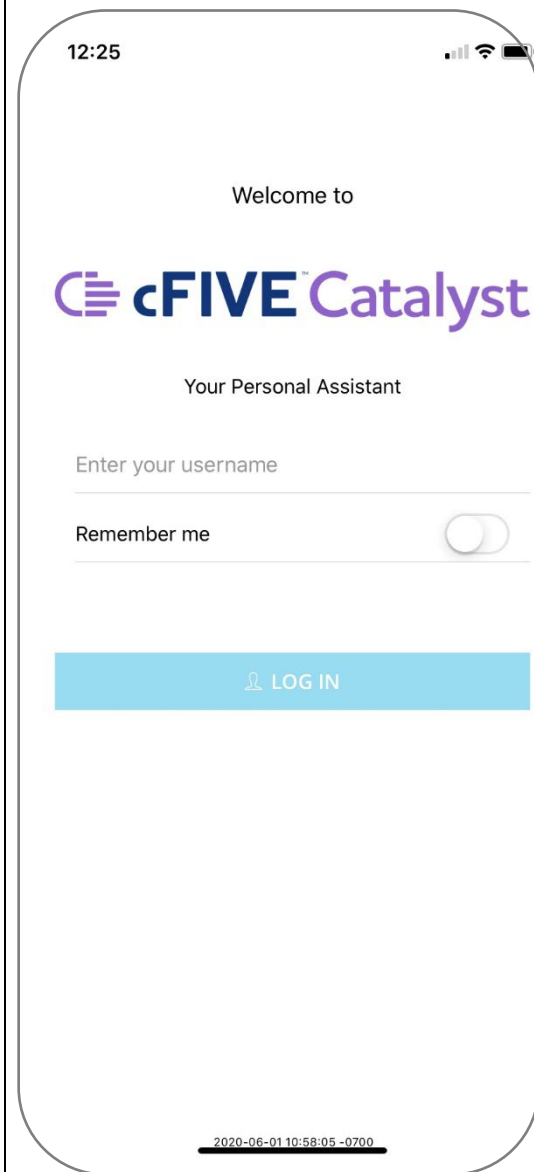 12:25
Welcome to
cFIVE™ Catalyst
Your Personal Assistant
Enter your username
Remember me
LOG IN
2020-06-01 10:58:05 -0700